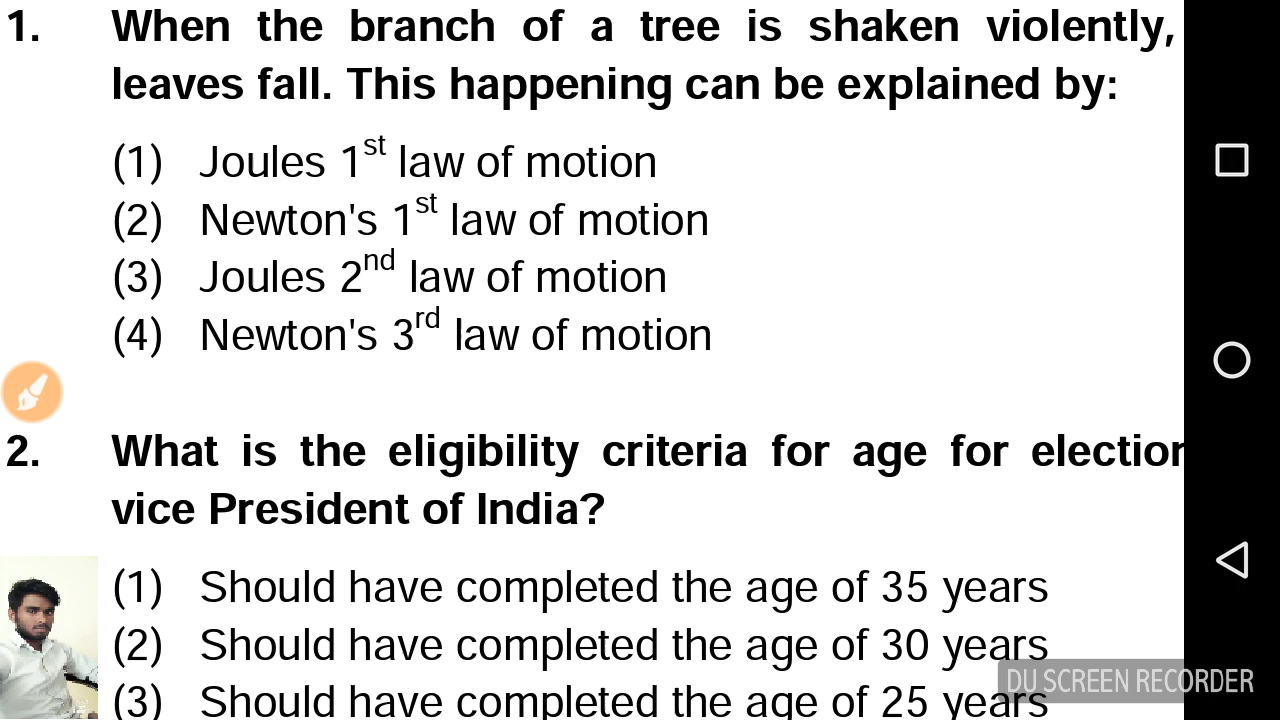 1. When the branch of a tree is shaken violently,
leaves fall. This happening can be explained by:
(1) Joules 1st law of motion
(2) Newton's 1st law of motion
(3) Joules 2nd law of motion
(4) Newton's 3rd law of motion
2. What is the eligibility criteria for age for election
vice President of India?
(1) Should have completed the age of 35 years
(2) Should have completed the age of 30 years
(3) Should have completed the age of 25 years
DU SCREEN RECORDER